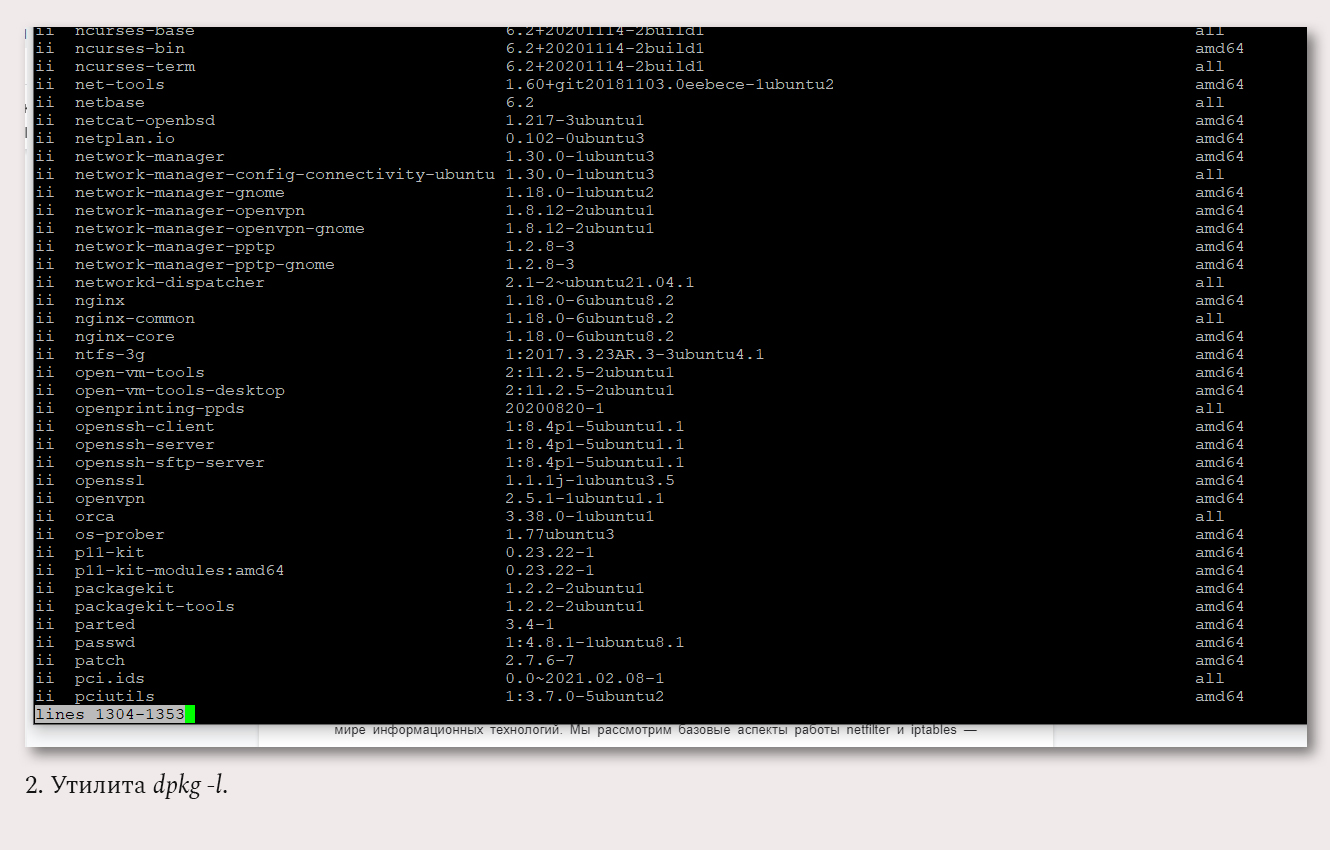 ii ncurses-base 6.2+20201114-2build1 all
ii ncurses-bin 6.2+20201114-2build1 amd64
ii ncurses-term 6.2+20201114-2build1 all
ii net-tools 1.60+git20181103.0eebece-1ubuntu2 amd64
ii netbase 6.2 all
ii netcat-openbsd 1.217-3ubuntu1 amd64
ii netplan.io 0.102-0ubuntu3 amd64
ii network-manager 1.30.0-1ubuntu3 amd64
ii network-manager-config-connectivity-ubuntu 1.30.0-1ubuntu3 all
ii network-manager-gnome 1.18.0-1ubuntu2 amd64
ii network-manager-openvpn 1.8.12-2ubuntu1 amd64
ii network-manager-openvpn-gnome 1.8.12-2ubuntu1 amd64
ii network-manager-pptp 1.2.8-3 amd64
ii network-manager-pptp-gnome 1.2.8-3 amd64
ii networkd-dispatcher 2.1-2~ubuntu21.04.1 all
ii nginx 1.18.0-6ubuntu8.2 amd64
ii nginx-common 1.18.0-6ubuntu8.2 all
ii nginx-core 1.18.0-6ubuntu8.2 amd64
ii ntfs-3g 1:2017.3.23AR.3-3ubuntu4.1 amd64
ii open-vm-tools 2:11.2.5-2ubuntu1 amd64
ii open-vm-tools-desktop 2:11.2.5-2ubuntu1 amd64
ii openprinting-ppds 20200820-1 all
ii openssh-client 1:8.4p1-5ubuntu1.1 amd64
ii openssh-server 1:8.4p1-5ubuntu1.1 amd64
ii openssh-sftp-server 1:8.4p1-5ubuntu1.1 amd64
ii openssl 1.1.1j-1ubuntu3.5 amd64
ii openvpn 2.5.1-1ubuntu1.1 amd64
ii orca 3.38.0-1ubuntu1 all
ii os-prober 1.77ubuntu3 amd64
ii p11-kit 0.23.22-1 amd64
ii p11-kit-modules:amd64 0.23.22-1 amd64
ii packagekit 1.2.2-2ubuntu1 amd64
ii packagekit-tools 1.2.2-2ubuntu1 amd64
ii parted 3.4-1 amd64
ii passwd 1:4.8.1-1ubuntu8.1 amd64
ii patch 2.7.6-7 amd64
ii pci.ids 0.0~2021.02.08-1 all
ii pciutils 1:3.7.0-5ubuntu2 amd64
lines 1304-1353
мире информационных технологий. Мы рассмотрим базовые аспекты работы netfilter и iptables —
2. Утилита dpkg -l.